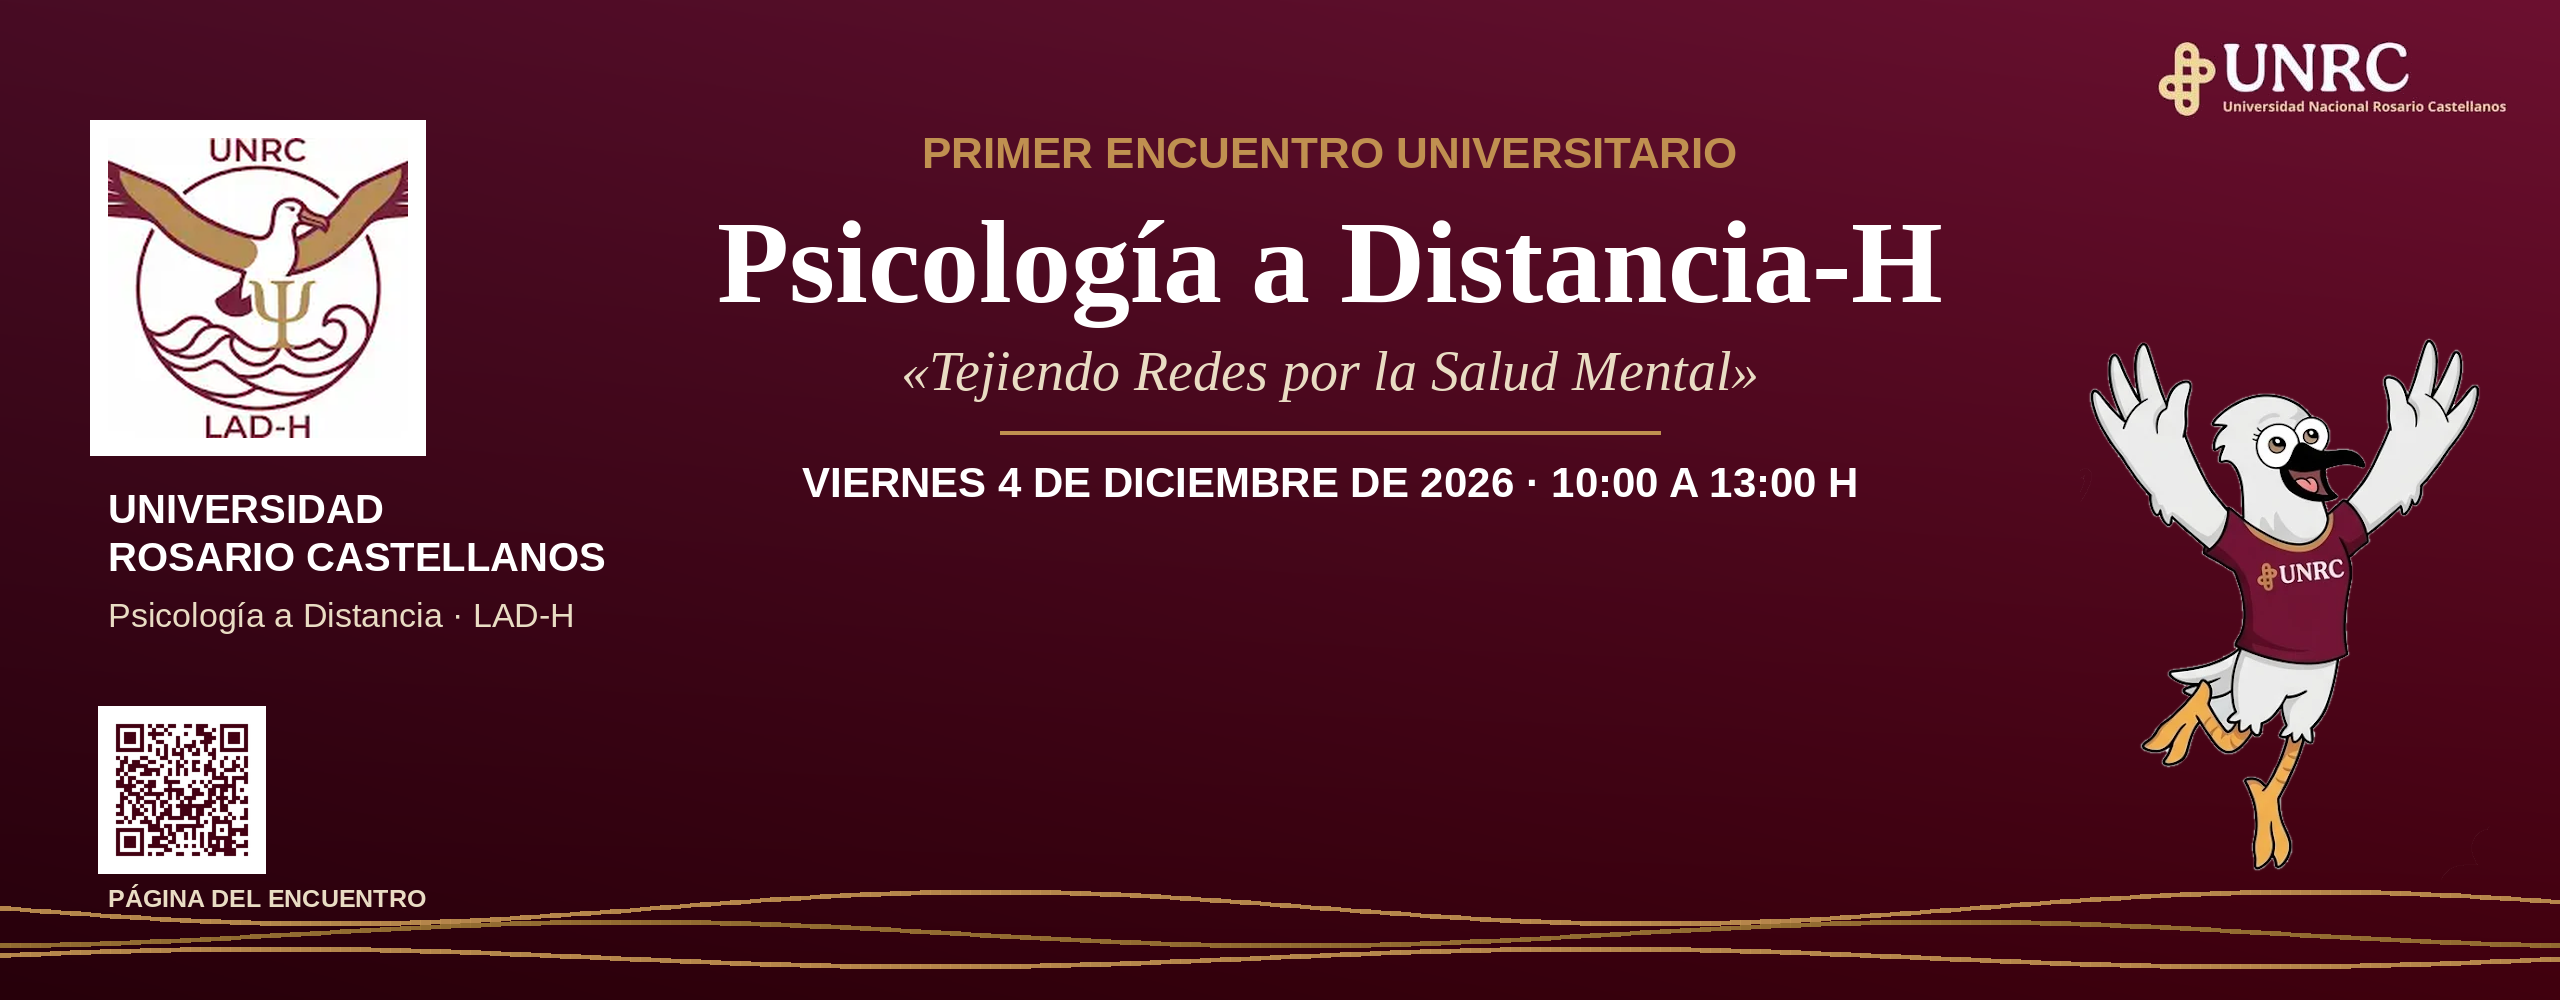 UNRC
LAD-H
UNIVERSIDAD
ROSARIO CASTELLANOS
Psicología a Distancia · LAD-H
PÁGINA DEL ENCUENTRO
PRIMER ENCUENTRO UNIVERSITARIO
Psicología a Distancia-H
«Tejiendo Redes por la Salud Mental»
VIERNES 4 DE DICIEMBRE DE 2026 · 10:00 A 13:00 H
UNRC
Universidad Nacional Rosario Castellanos
UNRC